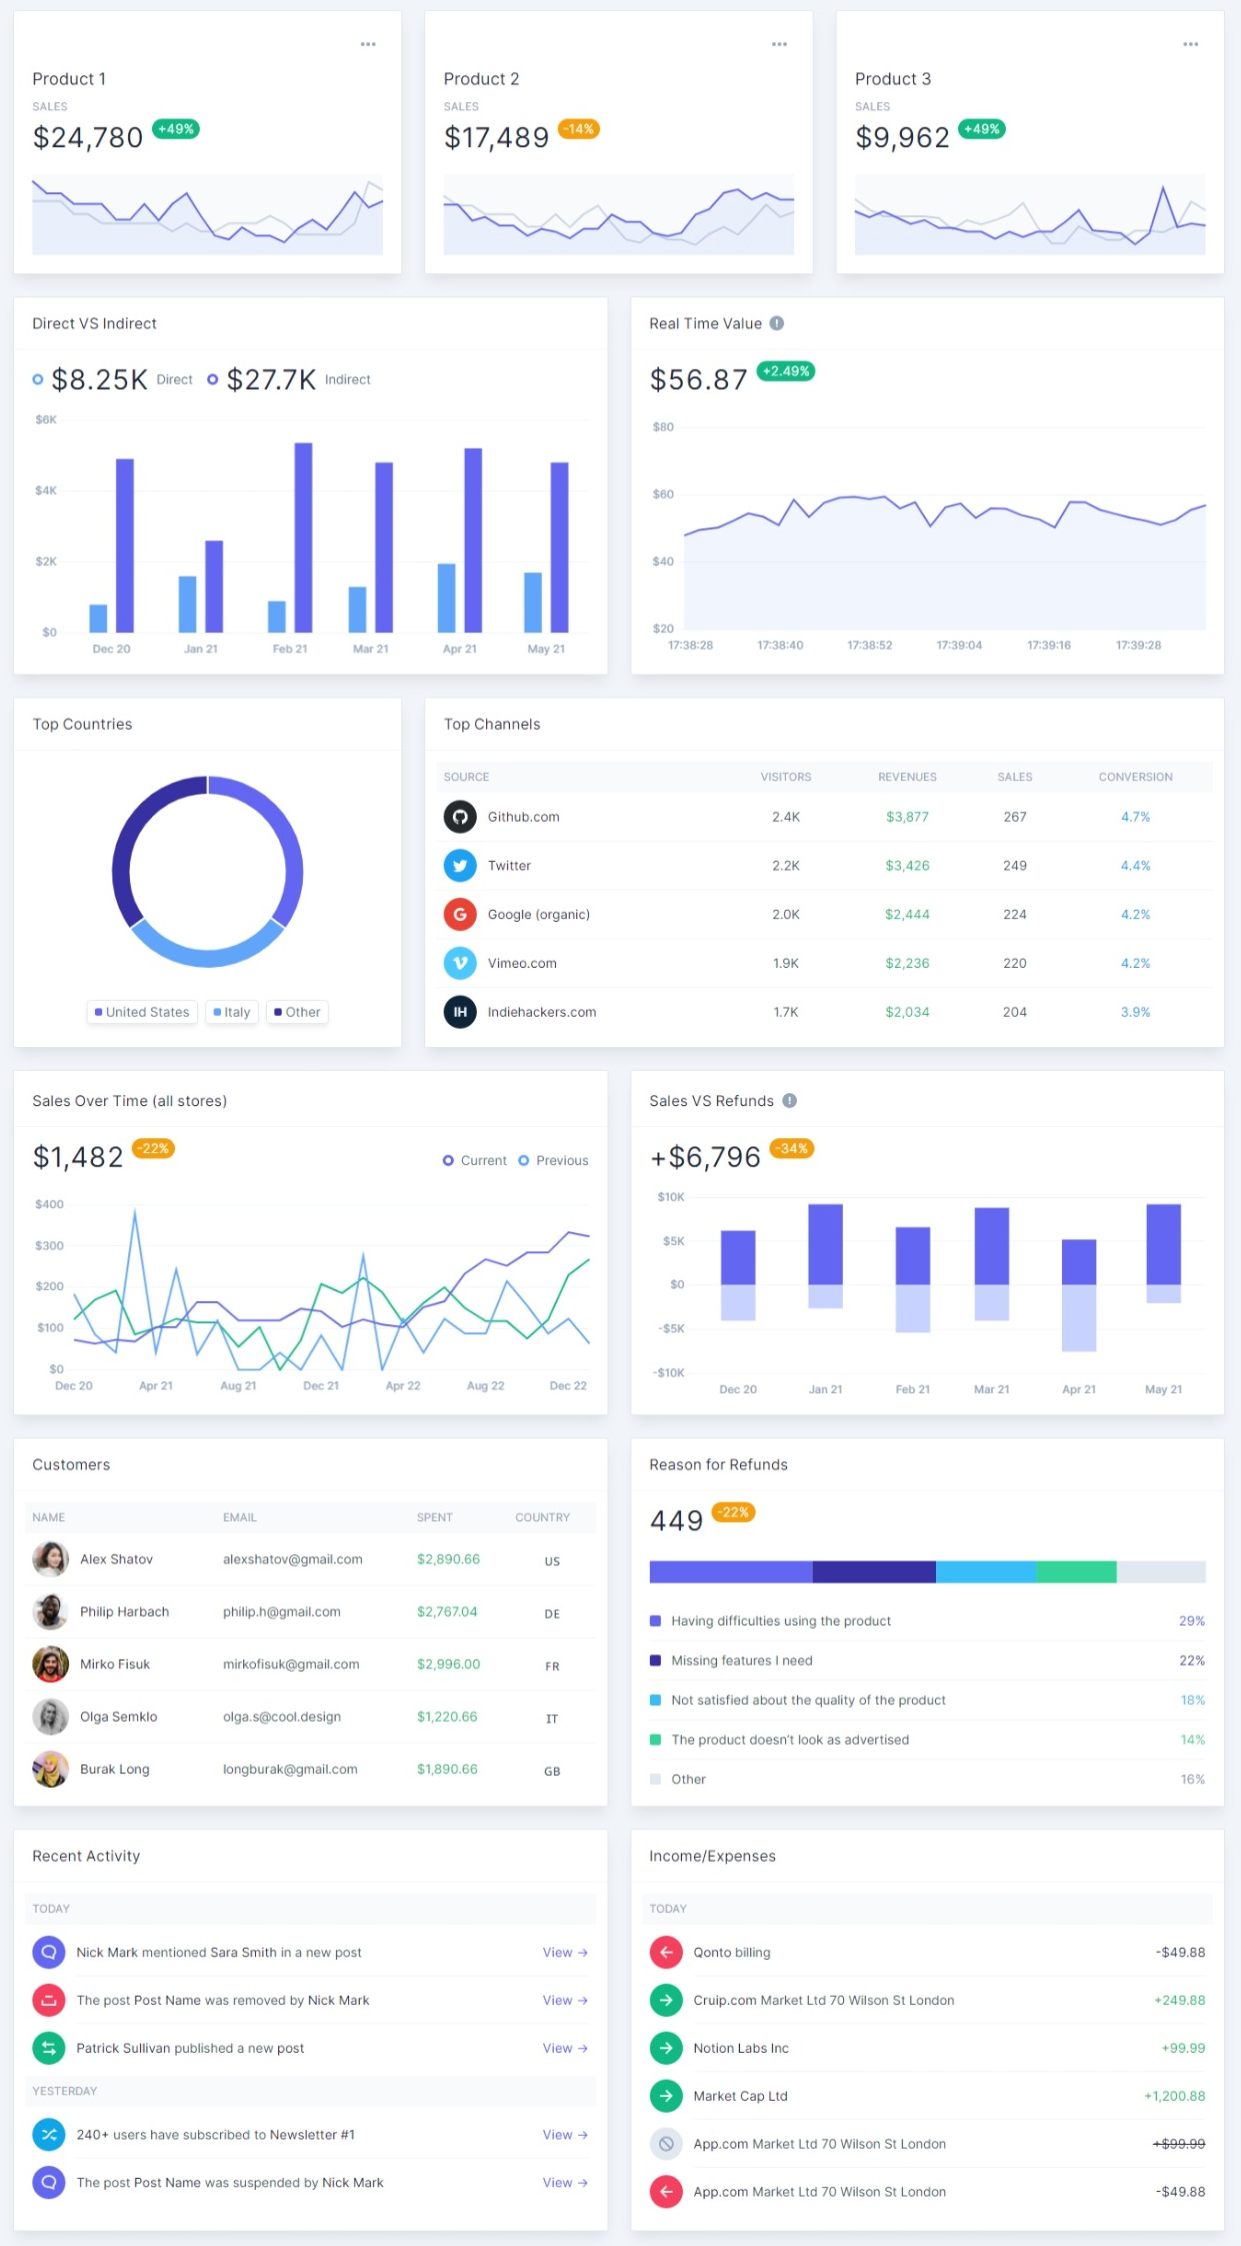 Product 1
SALES
$24,780 +49%
Product 2
SALES
$17,489 -14%
Product 3
SALES
$9,962 +49%
Direct VS Indirect
$8.25K Direct $27.7K Indirect
$6K
$4K
$2K
$0
Dec 20 Jan 21 Feb 21 Mar 21 Apr 21 May 21
Real Time Value
$56.87 +2.49%
$80
$60
$40
$20
17:38:28 17:38:40 17:38:52 17:39:04 17:39:16 17:39:28
Top Countries
United States Italy Other
Top Channels
SOURCE VISITORS REVENUES SALES CONVERSION
Github.com 2.4K $3,877 267 4.7%
Twitter 2.2K $3,426 249 4.4%
G Google (organic) 2.0K $2,444 224 4.2%
Vimeo.com 1.9K $2,236 220 4.2%
IH Indiehackers.com 1.7K $2,034 204 3.9%
Sales Over Time (all stores)
$1,482 -22% Current Previous
$400
$300
$200
$100
$0
Dec 20 Apr 21 Aug 21 Dec 21 Apr 22 Aug 22 Dec 22
Sales VS Refunds
+$6,796 -34%
$10K
$5K
$0
-$5K
-$10K
Dec 20 Jan 21 Feb 21 Mar 21 Apr 21 May 21
Customers
NAME EMAIL SPENT COUNTRY
Alex Shatov alexshatov@gmail.com $2,890.66 US
Philip Harbach philip.h@gmail.com $2,767.04 DE
Mirko Fisuk mirkofisuk@gmail.com $2,996.00 FR
Olga Semklo olga.s@cool.design $1,220.66 IT
Burak Long longburak@gmail.com $1,890.66 GB
Reason for Refunds
449 -22%
Having difficulties using the product 29%
Missing features I need 22%
Not satisfied about the quality of the product 18%
The product doesn't look as advertised 14%
Other 16%
Recent Activity
TODAY
Nick Mark mentioned Sara Smith in a new post View ->
The post Post Name was removed by Nick Mark View ->
Patrick Sullivan published a new post View ->
YESTERDAY
240+ users have subscribed to Newsletter #1 View ->
The post Post Name was suspended by Nick Mark View ->
Income/Expenses
TODAY
Qonto billing -$49.88
Cruip.com Market Ltd 70 Wilson St London +249.88
Notion Labs Inc +99.99
Market Cap Ltd +1,200.88
App.com Market Ltd 70 Wilson St London +$99.99
App.com Market Ltd 70 Wilson St London -$49.88